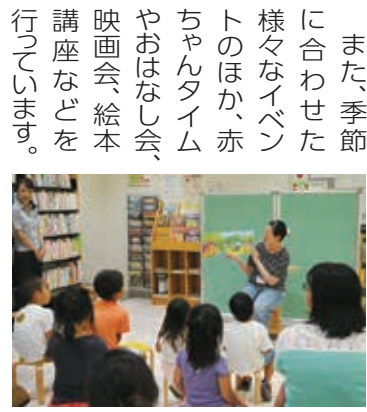 また、季節
に合わせた
様々なイベン
トのほか、赤
ちゃんタイム
やおはなし会、
映画会、絵本
講座などを
行っています。